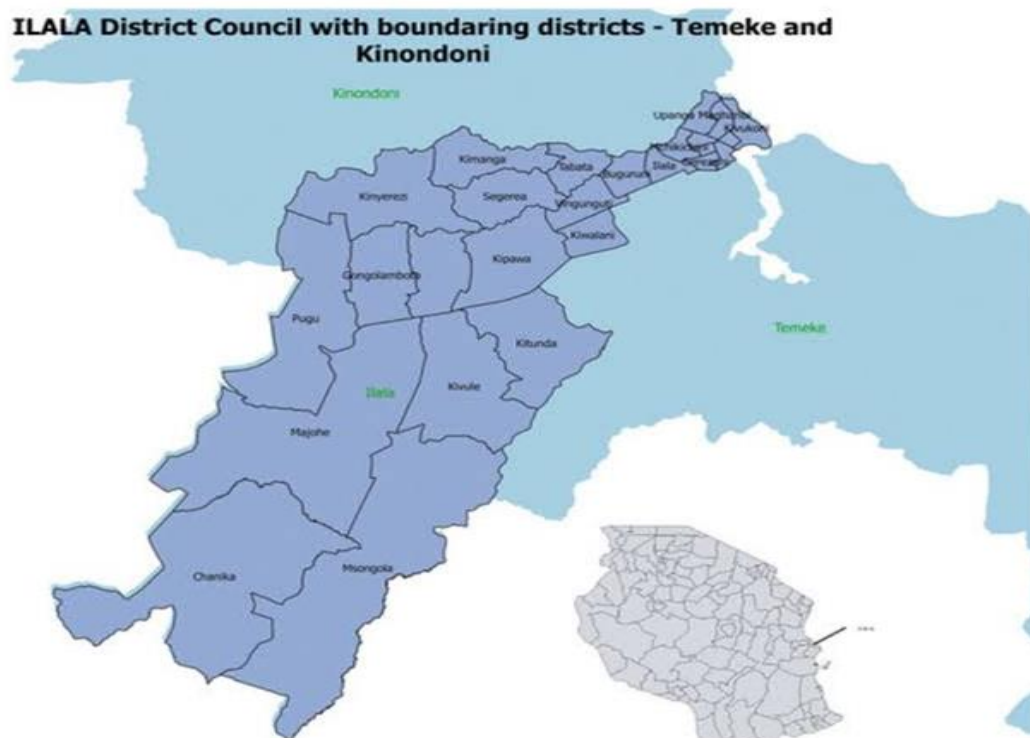 ILALA District Council with boundaring districts - Temeke and
Kinondoni
Kinondoni
Upanga Magharibi
Kivukoni
Kimanga
Tabata
Ilala
Buguruni
Kinyerezi
Segerea
Vingunguti
Kiwalani
Kipawa
Gongolamboto
Pugu
Temeke
Kitunda
Kivule
Ilala
Majohe
Chanika
Msongola